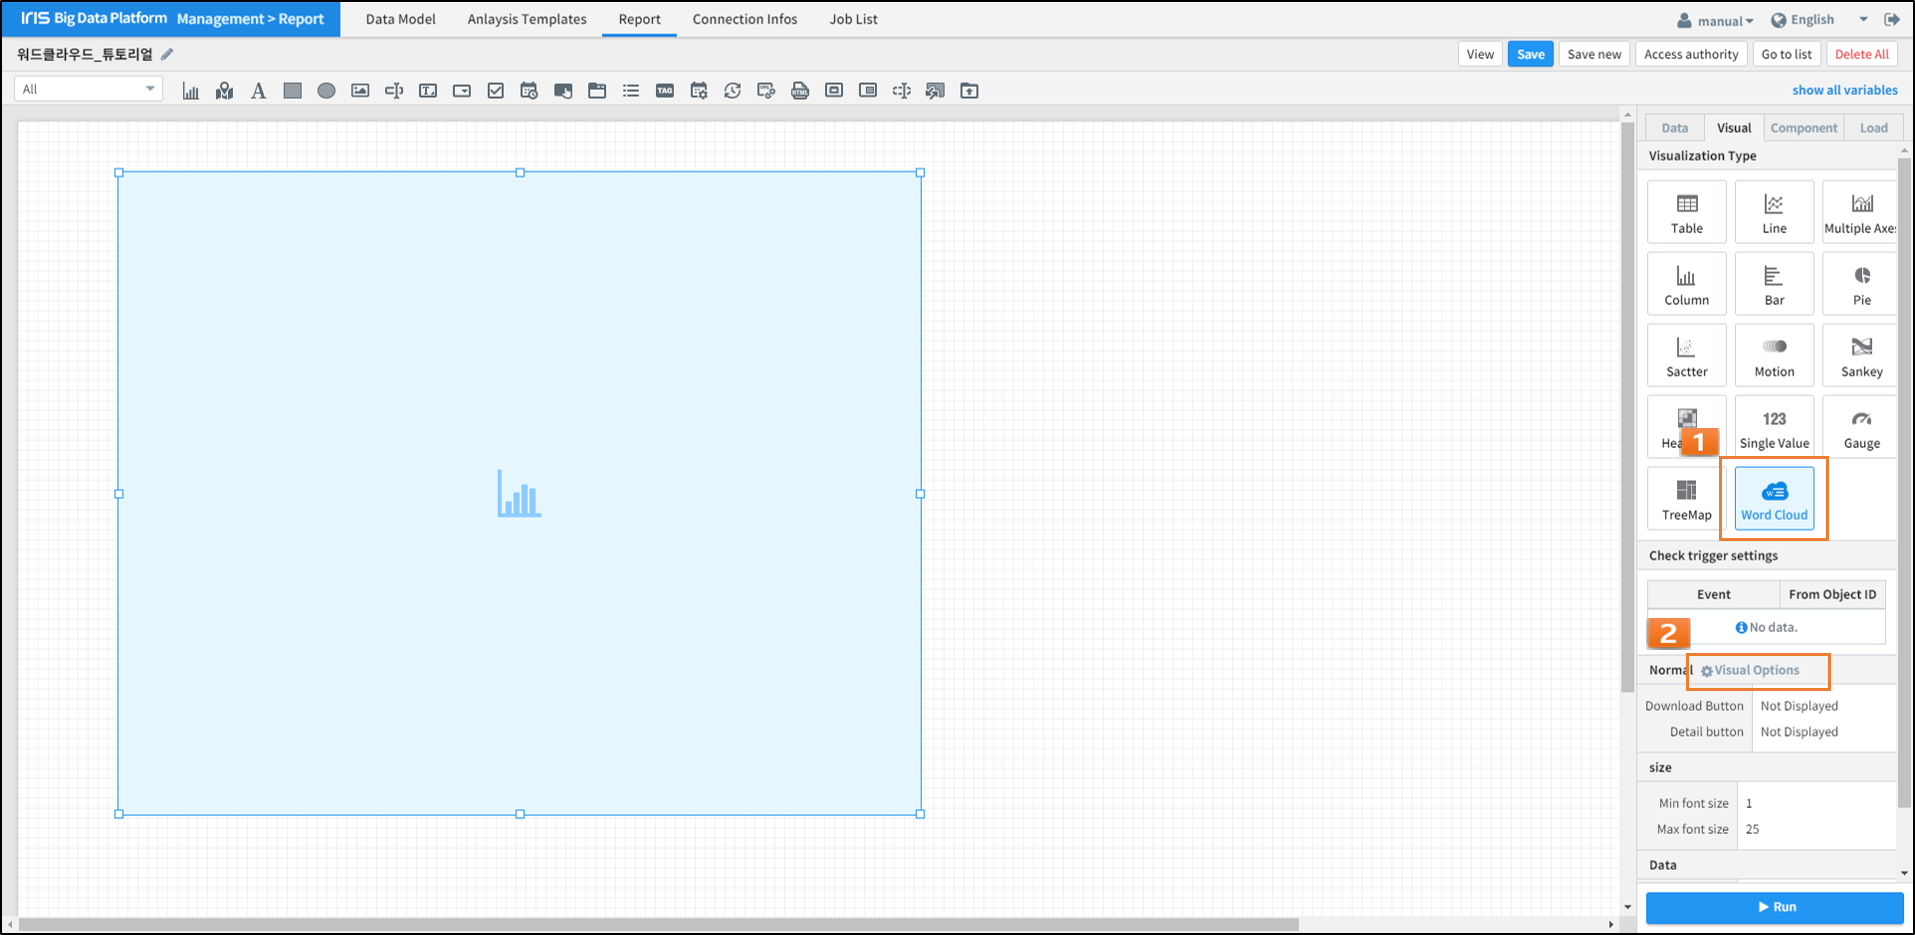 IRIS Big Data Platform Management > Report Data Model Anlaysis Templates Report Connection Infos Job List manual English
워드클라우드_튜토리얼 View Save Save new Access authority Go to list Delete All
All TAG show all variables
Data Visual Component Load
Visualization Type
Table Line Multiple Axes
Column Bar Pie
Sactter Motion Sankey
123
Hea 1 Single Value Gauge
W
TreeMap Word Cloud
Check trigger settings
Event From Object ID
2 No data.
Normal Visual Options
Download Button Not Displayed
Detail button Not Displayed
size
Min font size 1
Max font size 25
Data
Run